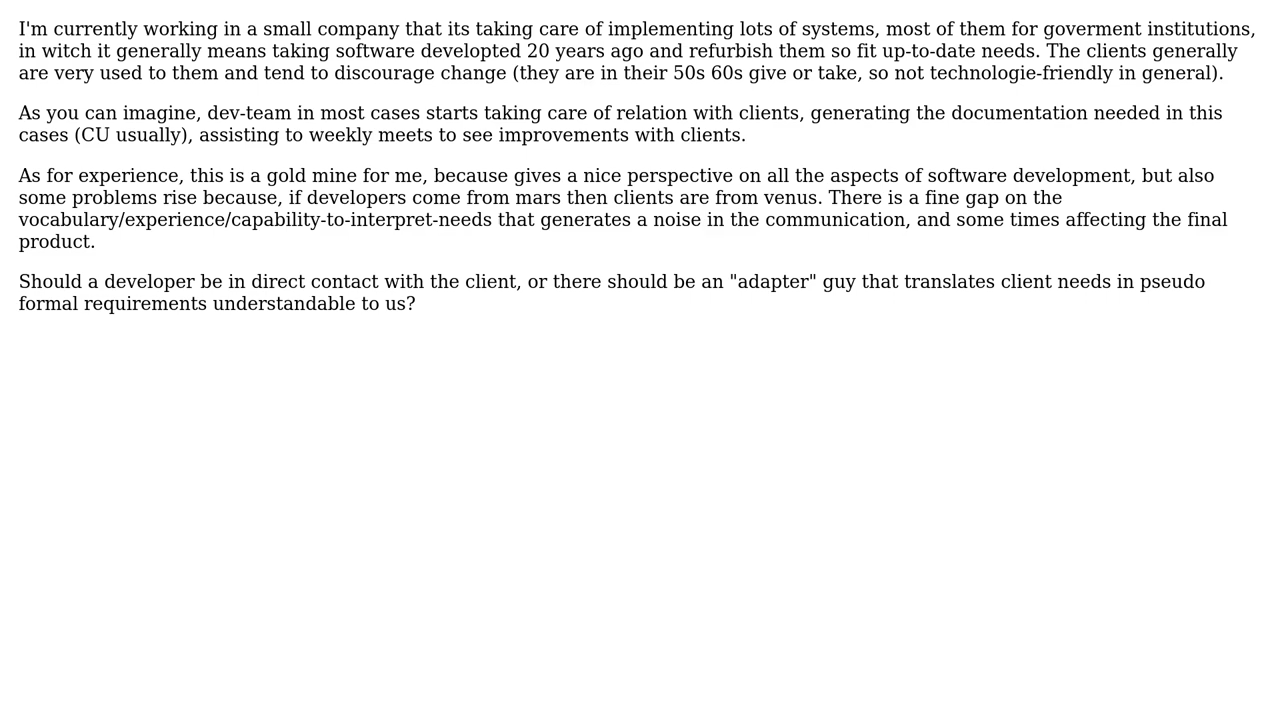 I'm currently working in a small company that its taking care of implementing lots of systems, most of them for goverment institutions,
in witch it generally means taking software developted 20 years ago and refurbish them so fit up-to-date needs. The clients generally
are very used to them and tend to discourage change (they are in their 50s 60s give or take, so not technologie-friendly in general).
As you can imagine, dev-team in most cases starts taking care of relation with clients, generating the documentation needed in this
cases (CU usually), assisting to weekly meets to see improvements with clients.
As for experience, this is a gold mine for me, because gives a nice perspective on all the aspects of software development, but also
some problems rise because, if developers come from mars then clients are from venus. There is a fine gap on the
vocabulary/experience/capability-to-interpret-needs that generates a noise in the communication, and some times affecting the final
product.
Should a developer be in direct contact with the client, or there should be an "adapter" guy that translates client needs in pseudo
formal requirements understandable to us?